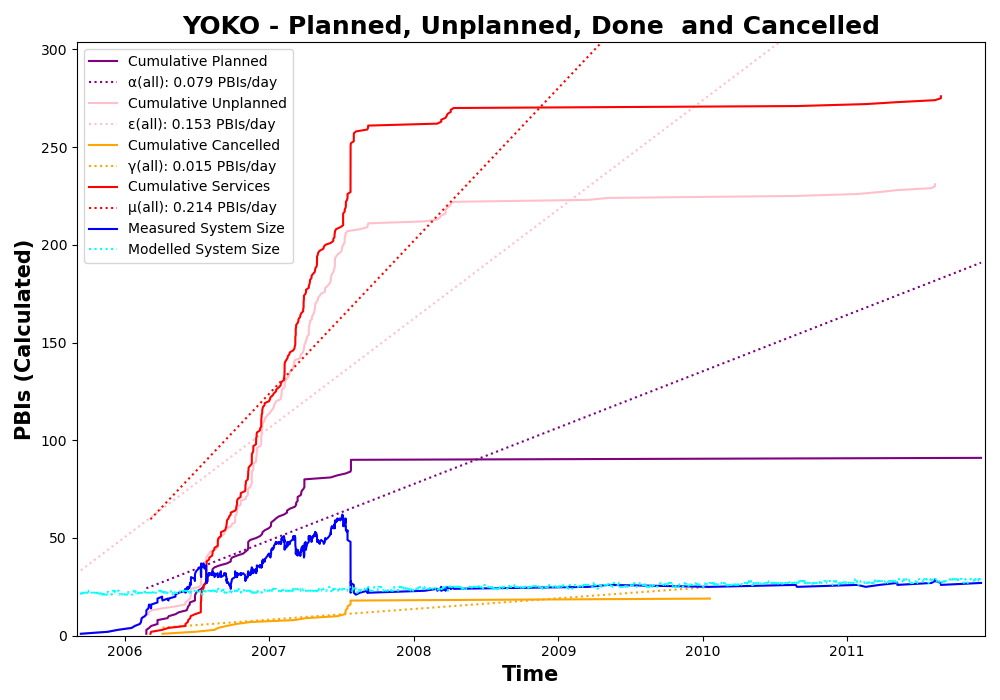 YOKO - Planned, Unplanned, Done  and Cancelled
PBIs (Calculated)
300
250
200
150
100
50
0
Cumulative Planned
α(all): 0.079 PBIs/day
Cumulative Unplanned
ε(all): 0.153 PBIs/day
Cumulative Cancelled
γ(all): 0.015 PBIs/day
Cumulative Services
μ(all): 0.214 PBIs/day
Measured System Size
Modelled System Size
2006 2007 2008 2009 2010 2011
Time